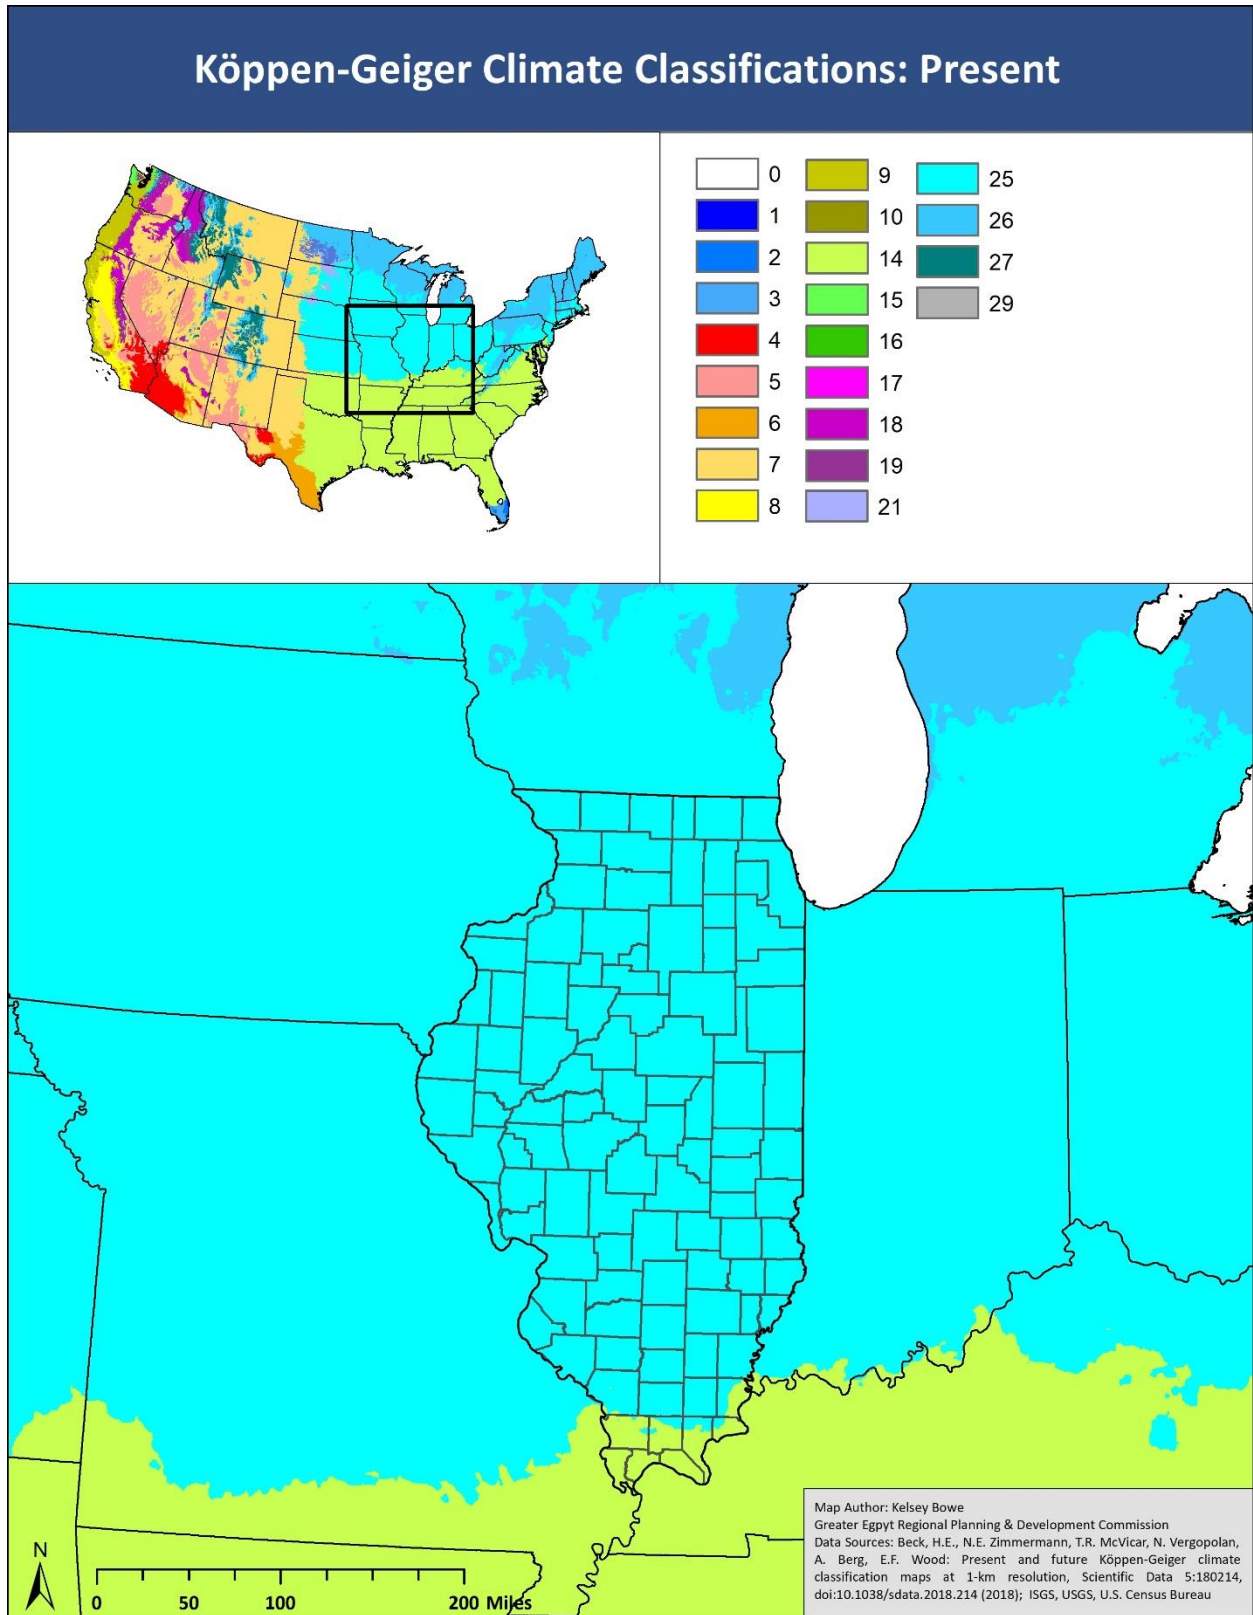 Köppen-Geiger Climate Classifications: Present
0
1
2
3
4
5
6
7
8
9
10
14
15
16
17
18
19
21
25
26
27
29
N
0 50 100 200 Miles
Map Author: Kelsey Bowe
Greater Egpyt Regional Planning & Development Commission
Data Sources: Beck, H.E., N.E. Zimmermann, T.R. McVicar, N. Vergopolan,
A. Berg, E.F. Wood: Present and future Köppen-Geiger climate
classification maps at 1-km resolution, Scientific Data 5:180214,
doi:10.1038/sdata.2018.214 (2018); ISGS, USGS, U.S. Census Bureau